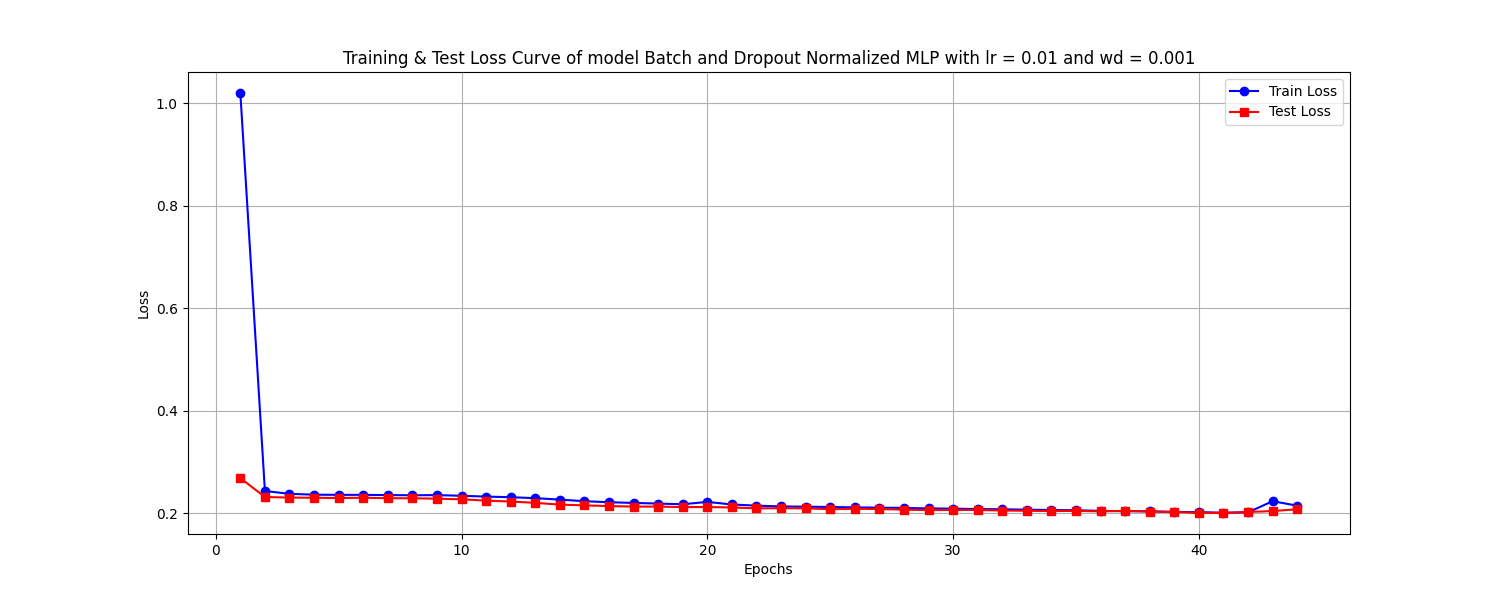 Training & Test Loss Curve of model Batch and Dropout Normalized MLP with lr = 0.01 and wd = 0.001
Train Loss
Test Loss
1.0
0.8
0.6
0.4
0.2
Loss
0 10 20 30 40
Epochs